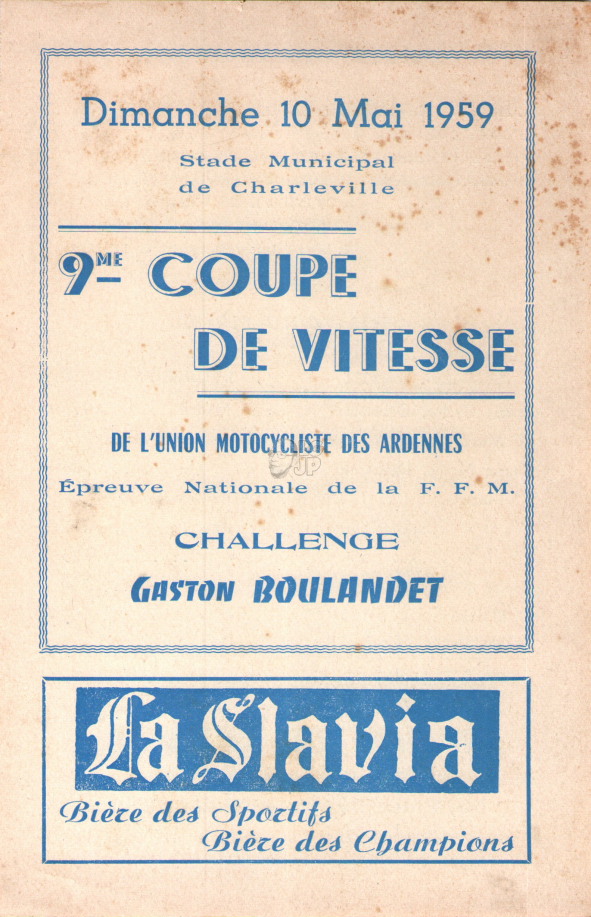 Dimanche 10 Mai 1959
Stade Municipal
de Charleville
9ME COUPE
DE VITESSE
DE L'UNION MOTOCYCLISTE DES ARDENNES
JP
Épreuve Nationale de la F. F. M.
CHALLENGE
GASTON BOULANDET
La Slavia
Bière des Sportifs
Bière des Champions